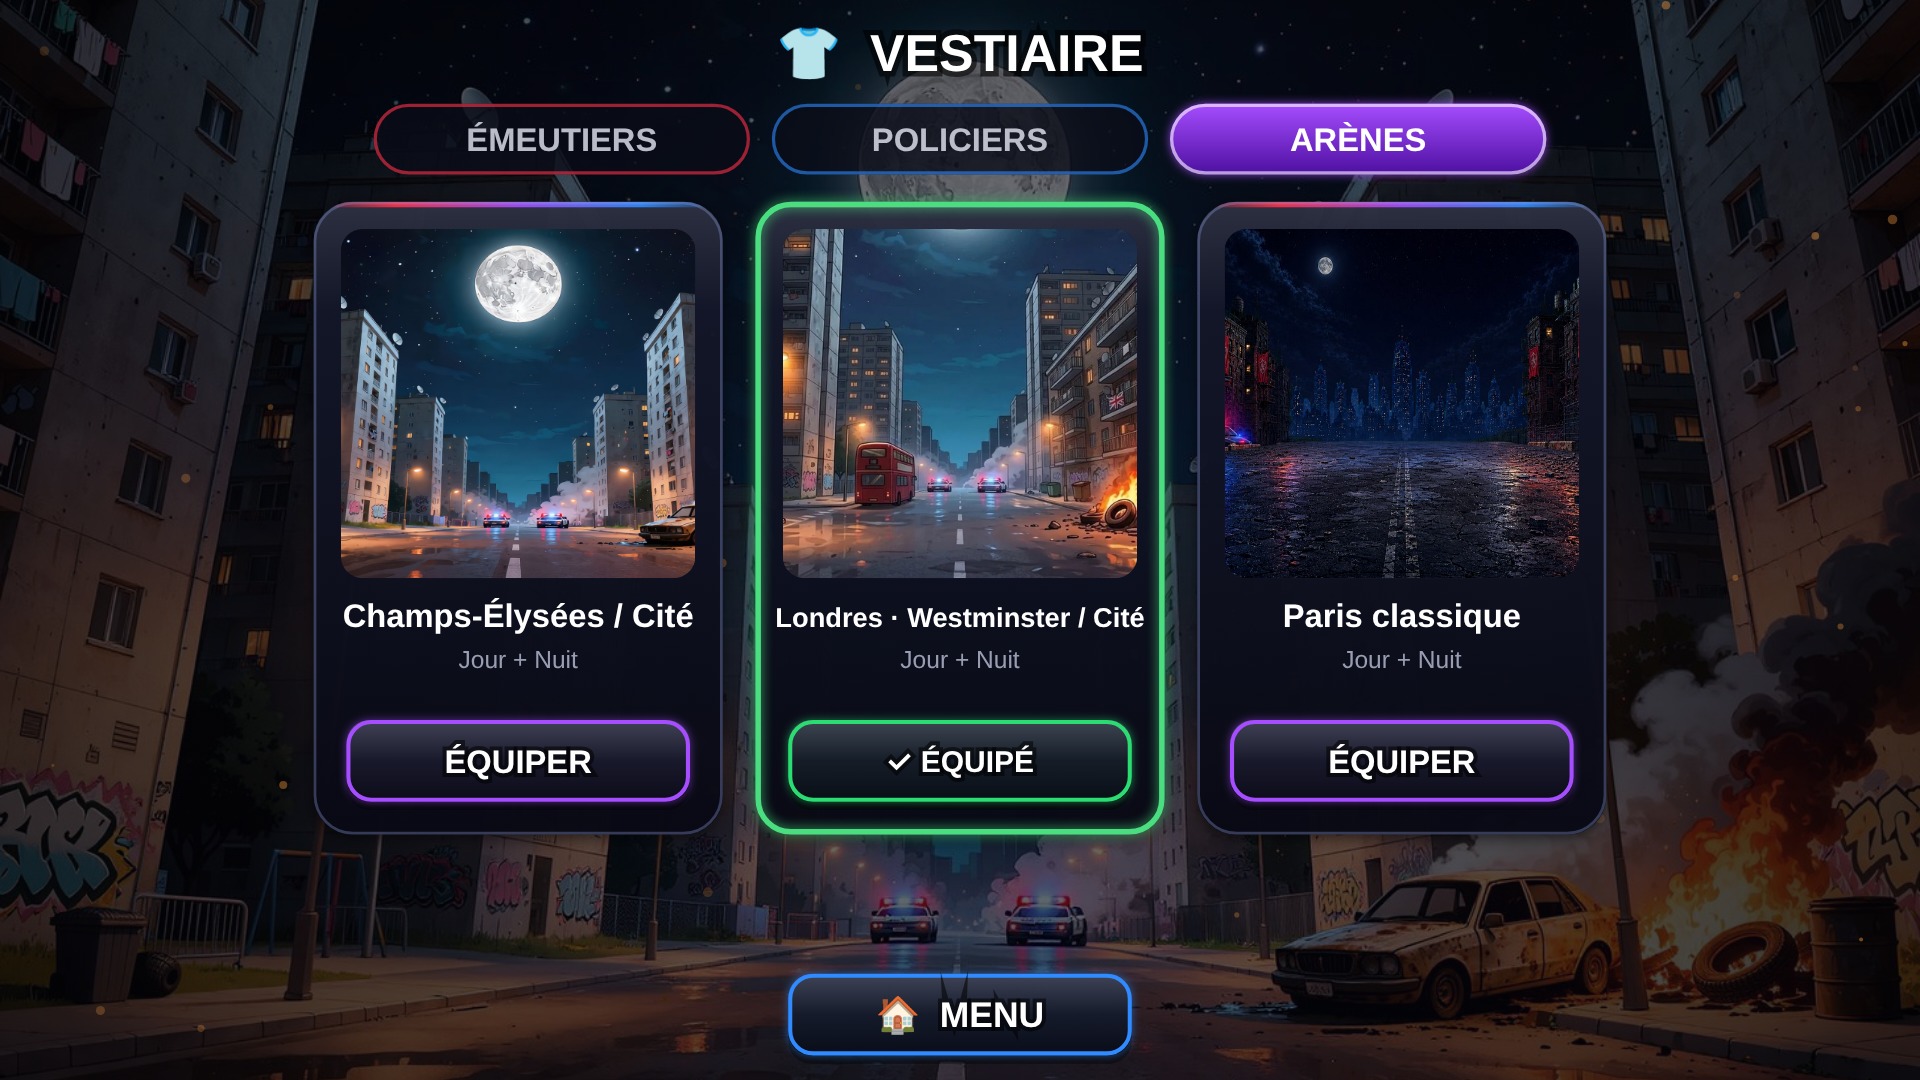 VESTIAIRE
ÉMEUTIERS
POLICIERS
ARÈNES
Champs-Élysées / Cité
Jour + Nuit
ÉQUIPER
Londres · Westminster / Cité
Jour + Nuit
✓ ÉQUIPÉ
Paris classique
Jour + Nuit
ÉQUIPER
MENU